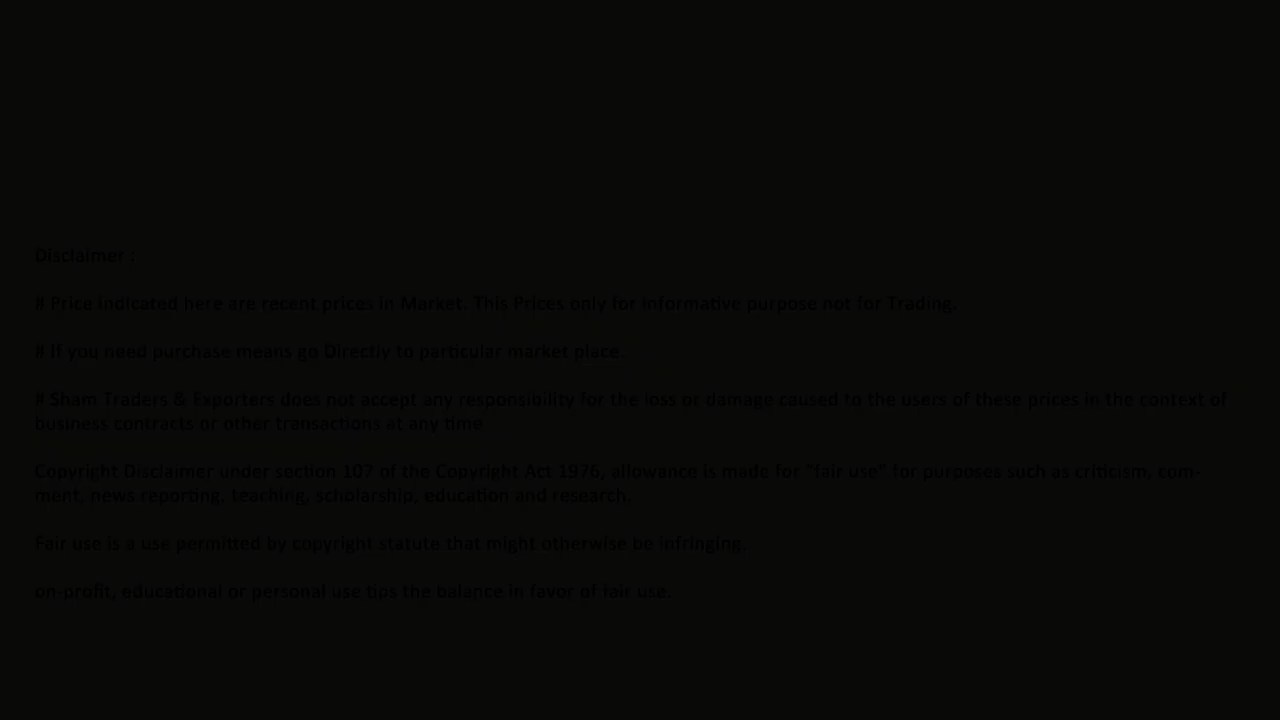 Disclaimer :
# Price indicated here are recent prices in Market. This Prices only for informative purpose not for Trading.
# If you need purchase means go Directly to particular market place.
# Sham Traders & Exporters does not accept any responsibility for the loss or damage caused to the users of these prices in the context of
business contracts or other transactions at any time
Copyright Disclaimer under section 107 of the Copyright Act 1976, allowance is made for "fair use" for purposes such as criticism, com-
ment, news reporting, teaching, scholarship, education and research.
Fair use is a use permitted by copyright statute that might otherwise be infringing.
on-profit, educational or personal use tips the balance in favor of fair use.